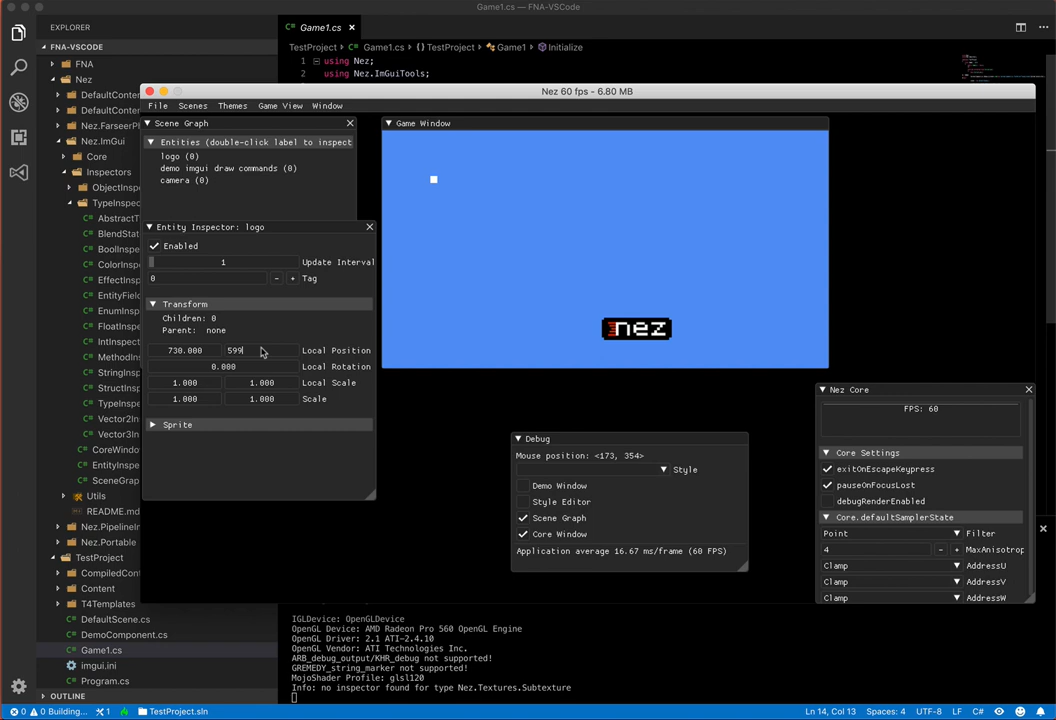 Game1.cs — FNA-VSCode
EXPLORER
FNA-VSCODE
FNA
Nez
DefaultConten
DefaultConten
Nez.FarseerP
Nez.ImGui
Core
Inspectors
ObjectInsp
TypeInspec
AbstractT
BlendStat
BoolInspe
ColorInsp
EffectInsp
EntityField
EnumInsp
FloatInspe
IntInspect
MethodIns
StringInsp
StructInsp
TypeInspe
Vector2In
Vector3In
CoreWindo
EntityInspe
SceneGrap
Utils
README.md
Nez.PipelineIn
Nez.Portable
TestProject
CompiledCont
Content
T4Templates
DefaultScene.cs
DemoComponent.cs
Game1.cs
imgui.ini
Program.cs
OUTLINE
Game1.cs
TestProject › Game1.cs › {} TestProject › Game1 › Initialize
1 using Nez;
2 using Nez.ImGuiTools;
Nez 60 fps - 6.80 MB
File Scenes Themes Game View Window
Scene Graph
Entities (double-click label to inspect
logo (0)
demo imgui draw commands (0)
camera (0)
Entity Inspector: logo
Enabled
1 Update Interval
0 - + Tag
Transform
Children: 0
Parent: none
730.000 599 Local Position
0.000 Local Rotation
1.000 1.000 Local Scale
1.000 1.000 Scale
Sprite
Game Window
nez
Debug
Mouse position: <173, 354>
Style
Demo Window
Style Editor
Scene Graph
Core Window
Application average 16.67 ms/frame (60 FPS)
Nez Core
FPS: 60
Core Settings
exitOnEscapeKeypress
pauseOnFocusLost
debugRenderEnabled
Core.defaultSamplerState
Point Filter
4 - + MaxAnisotrop
Clamp AddressU
Clamp AddressV
Clamp AddressW
IGLDevice: OpenGLDevice
OpenGL Device: AMD Radeon Pro 560 OpenGL Engine
OpenGL Driver: 2.1 ATI-2.4.10
OpenGL Vendor: ATI Technologies Inc.
ARB_debug_output/KHR_debug not supported!
GREMEDY_string_marker not supported!
MojoShader Profile: glsl120
Info: no inspector found for type Nez.Textures.Subtexture
0 0 Building... 1 TestProject.sln
Ln 14, Col 13 Spaces: 4 UTF-8 LF C#